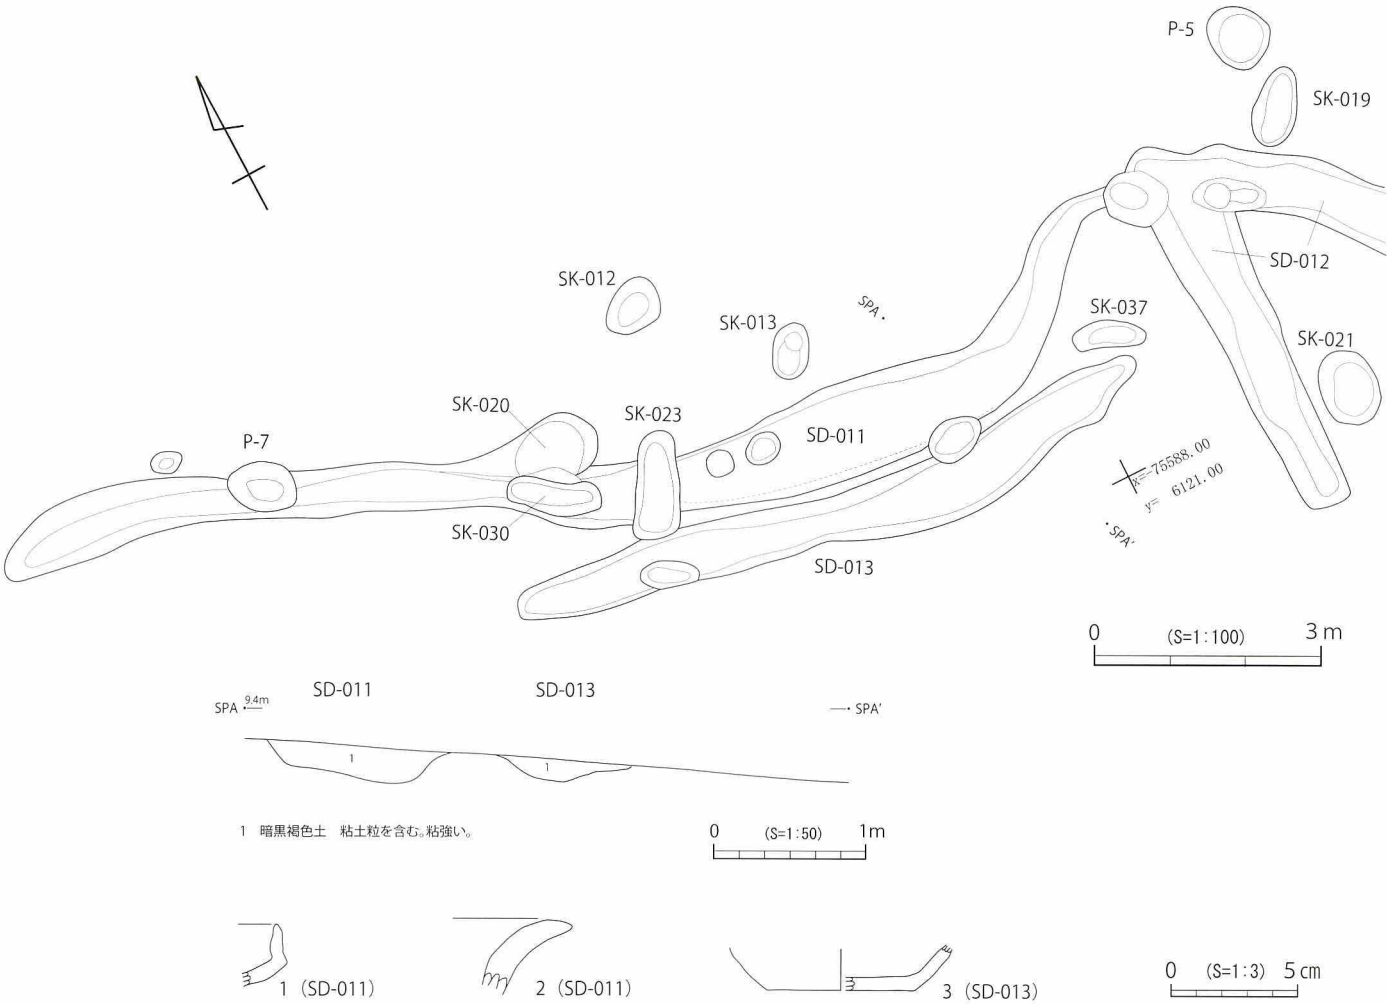 P-5
SK-019
SD-012
SK-012
SPA
SK-037
SK-013
SK-021
SK-020
SK-023
P-7
SD-011
x=-75588.00
y= 6121.00
SK-030
SPA'
SD-013
0 (S=1:100) 3m
SD-011 SD-013
SPA 9.4m SPA'
1 1
1 暗黒褐色土 粘土粒を含む。粘強い。
0 (S=1:50) 1m
1 (SD-011) 2 (SD-011) 3 (SD-013)
0 (S=1:3) 5cm